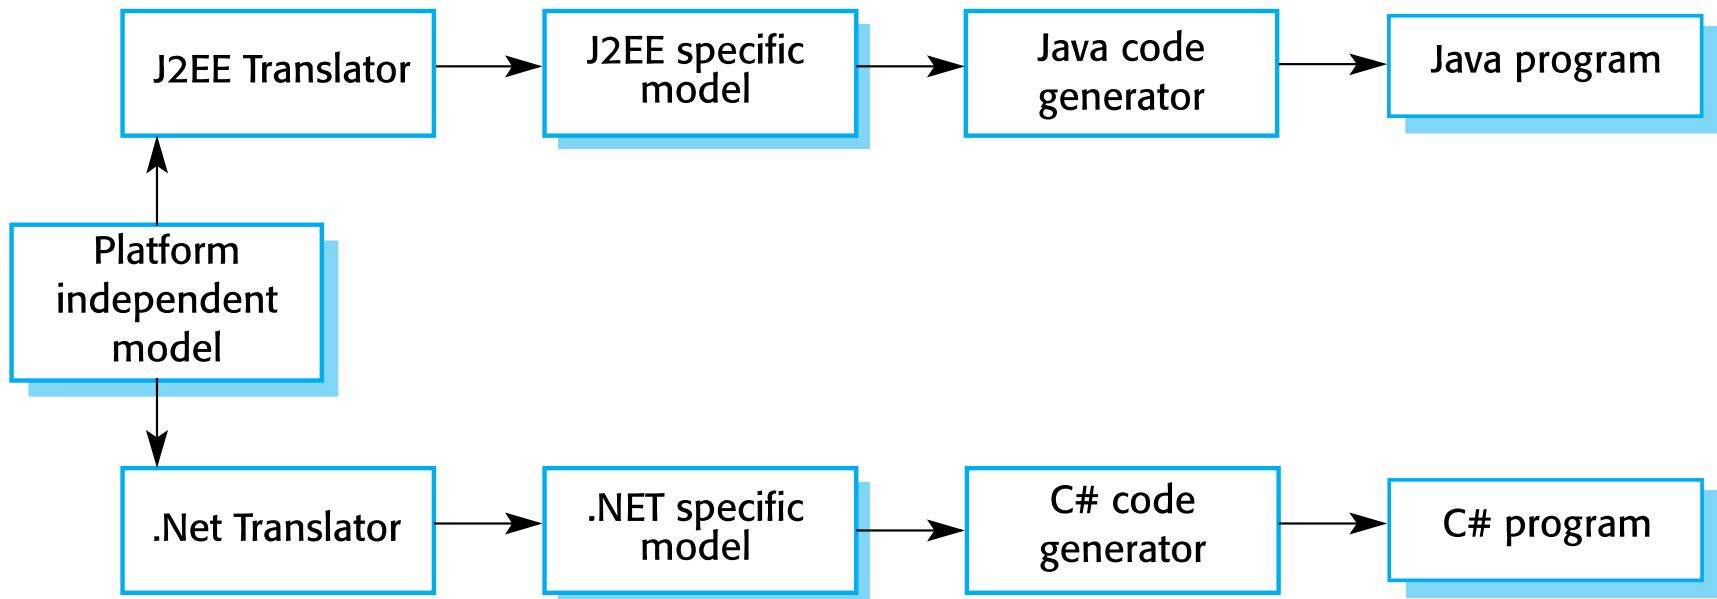 J2EE Translator
J2EE specific
model
Java code
generator
Java program
Platform
independent
model
.Net Translator
.NET specific
model
C# code
generator
C# program